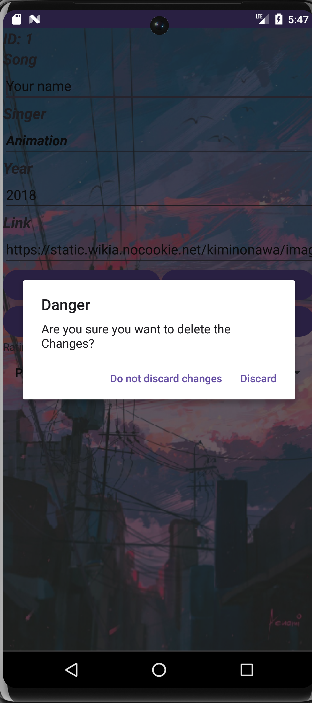 5:47
ID: 1
Song
Your name
Singer
Animation
Year
2018
Link
https://static.wikia.nocookie.net/kiminonawa/imag
Danger
Are you sure you want to delete the
Changes?
Do not discard changes
Discard